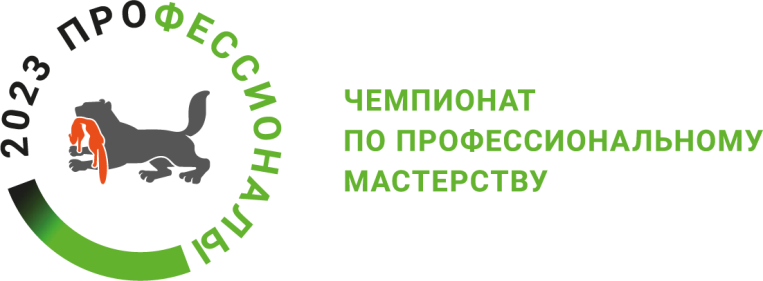 2023 ПРОФЕССИОНАЛЫ
ЧЕМПИОНАТ
ПО ПРОФЕССИОНАЛЬНОМУ
МАСТЕРСТВУ